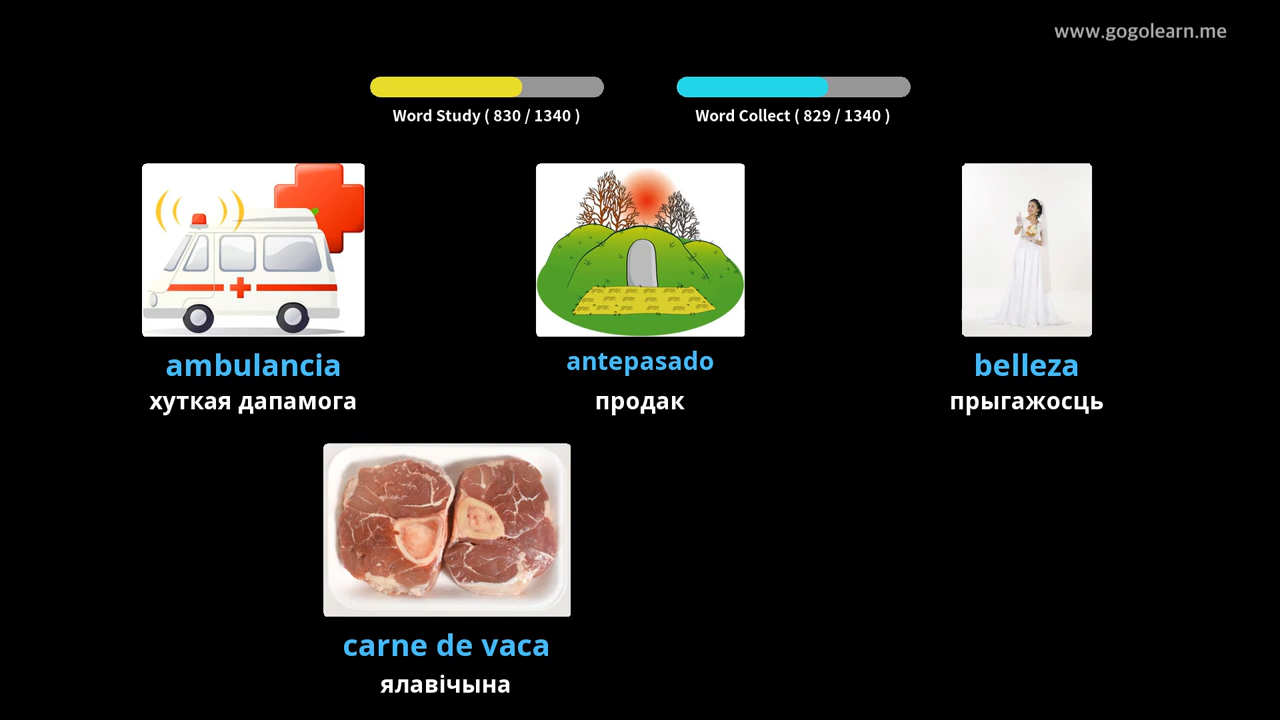 www.gogolearn.me
Word Study ( 830 / 1340 )
Word Collect ( 829 / 1340 )
ambulancia
хуткая дапамога
antepasado
продак
belleza
прыгажосць
carne de vaca
ялавічына